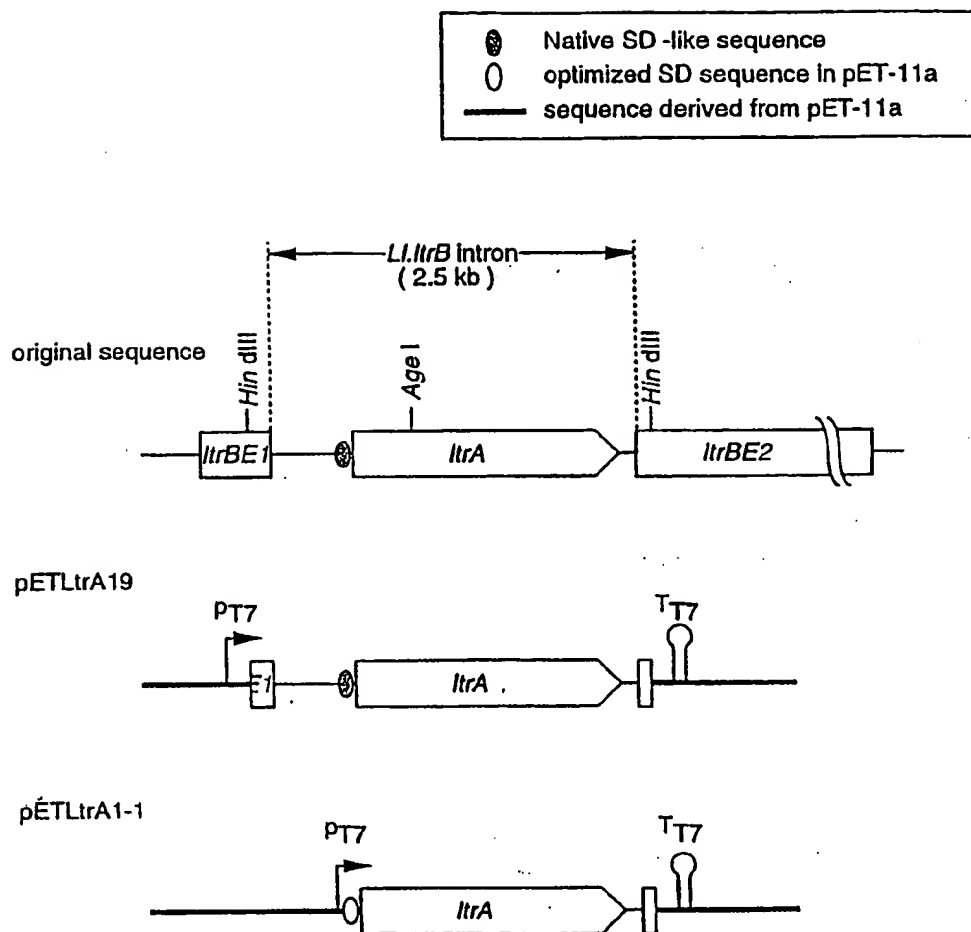 Native SD -like sequence
optimized SD sequence in pET-11a
sequence derived from pET-11a
Ll.ltrB intron
( 2.5 kb )
original sequence
Hin dIII
Age I
Hin dIII
ltrBE1
ltrA
ltrBE2
pETLtrA19
PT7
TT7
E1
ltrA
pÉTLtrA1-1
PT7
TT7
ltrA